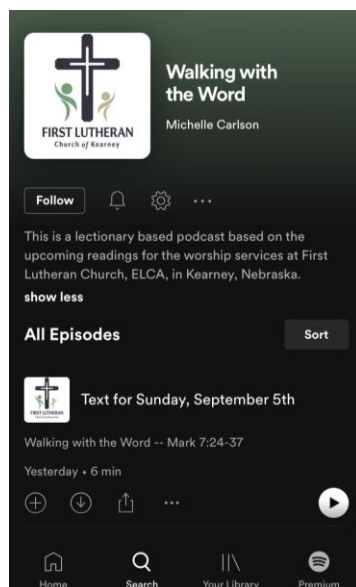 Walking with
the Word
Michelle Carlson
FIRST LUTHERAN
Church of Kearney
Follow
This is a lectionary based podcast based on the
upcoming readings for the worship services at First
Lutheran Church, ELCA, in Kearney, Nebraska.
show less
All Episodes
Sort
FIRST LUTHERAN
Text for Sunday, September 5th
Walking with the Word -- Mark 7:24-37
Yesterday • 6 min
Home
Search
Your Library
Premium